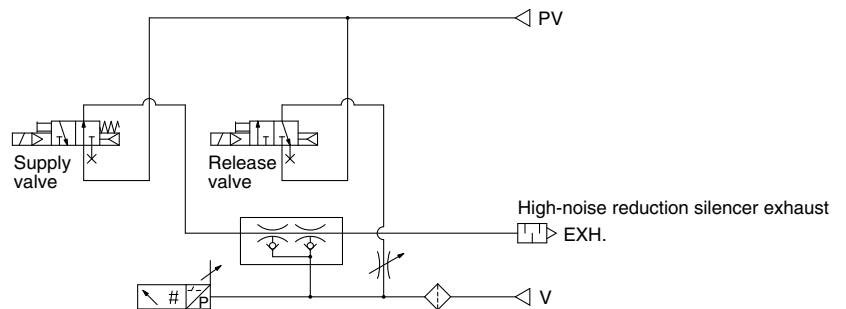 PV
Supply
valve
Release
valve
High-noise reduction silencer exhaust
EXH.
# P
V